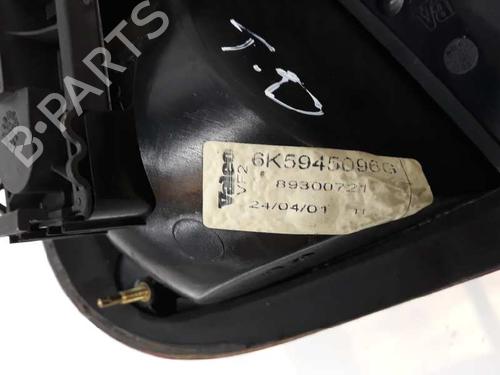 B-PARTS
T.D
Valeo
VF2
6K5945096G
89300721
24/04/01